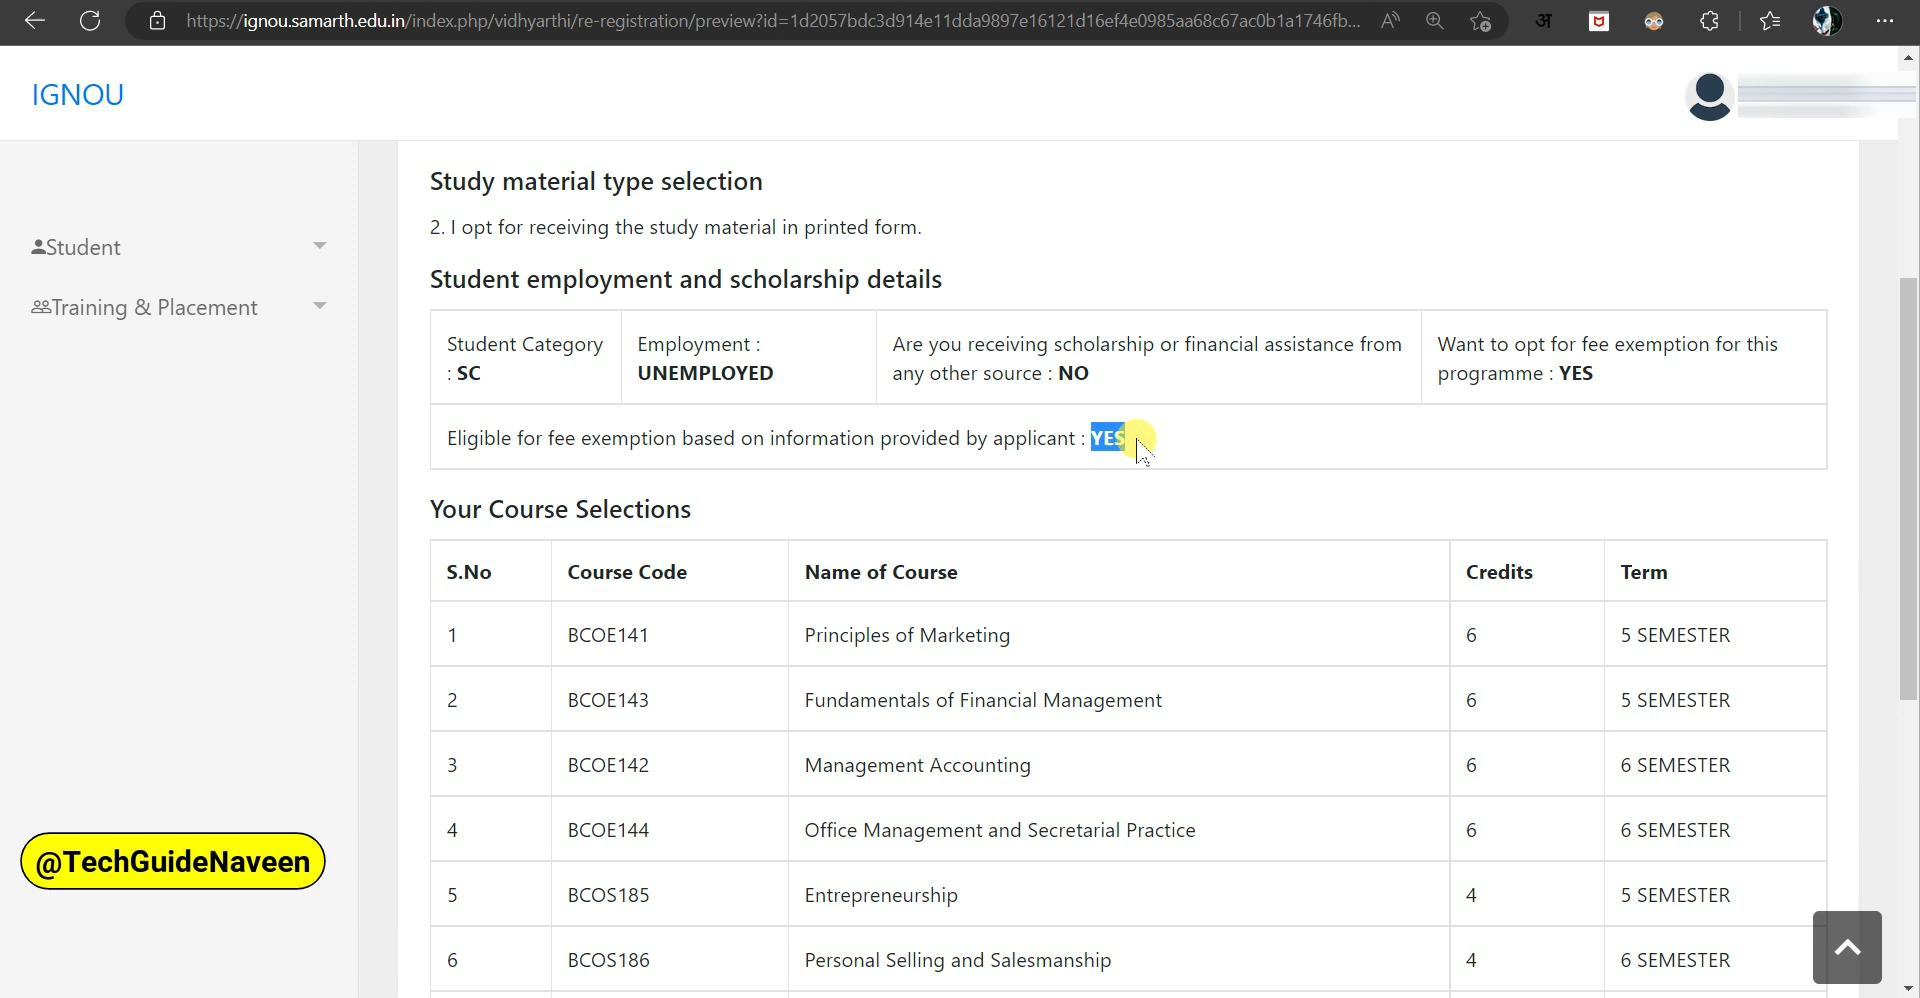 https://ignou.samarth.edu.in/index.php/vidhyarthi/re-registration/preview?id=1d2057bdc3d914e11dda9897e16121d16ef4e0985aa68c67ac0b1a1746fb...
अ
IGNOU
Student
Training & Placement
Study material type selection
2. I opt for receiving the study material in printed form.
Student employment and scholarship details
Student Category : SC
Employment : UNEMPLOYED
Are you receiving scholarship or financial assistance from any other source : NO
Want to opt for fee exemption for this programme : YES
Eligible for fee exemption based on information provided by applicant : YES
Your Course Selections
S.No Course Code Name of Course Credits Term
1 BCOE141 Principles of Marketing 6 5 SEMESTER
2 BCOE143 Fundamentals of Financial Management 6 5 SEMESTER
3 BCOE142 Management Accounting 6 6 SEMESTER
4 BCOE144 Office Management and Secretarial Practice 6 6 SEMESTER
5 BCOS185 Entrepreneurship 4 5 SEMESTER
6 BCOS186 Personal Selling and Salesmanship 4 6 SEMESTER
@TechGuideNaveen